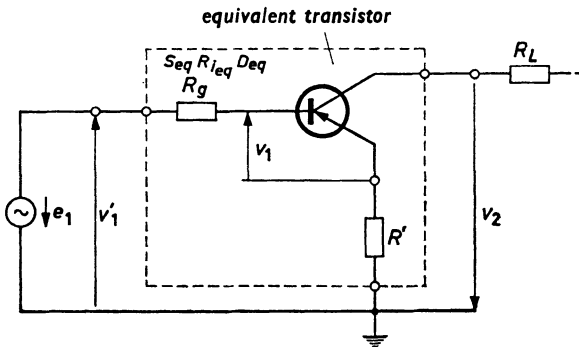 equivalent transistor
S_eq R_i_eq D_eq
R_g
R_L
v_1
e_1
v'_1
R'
v_2